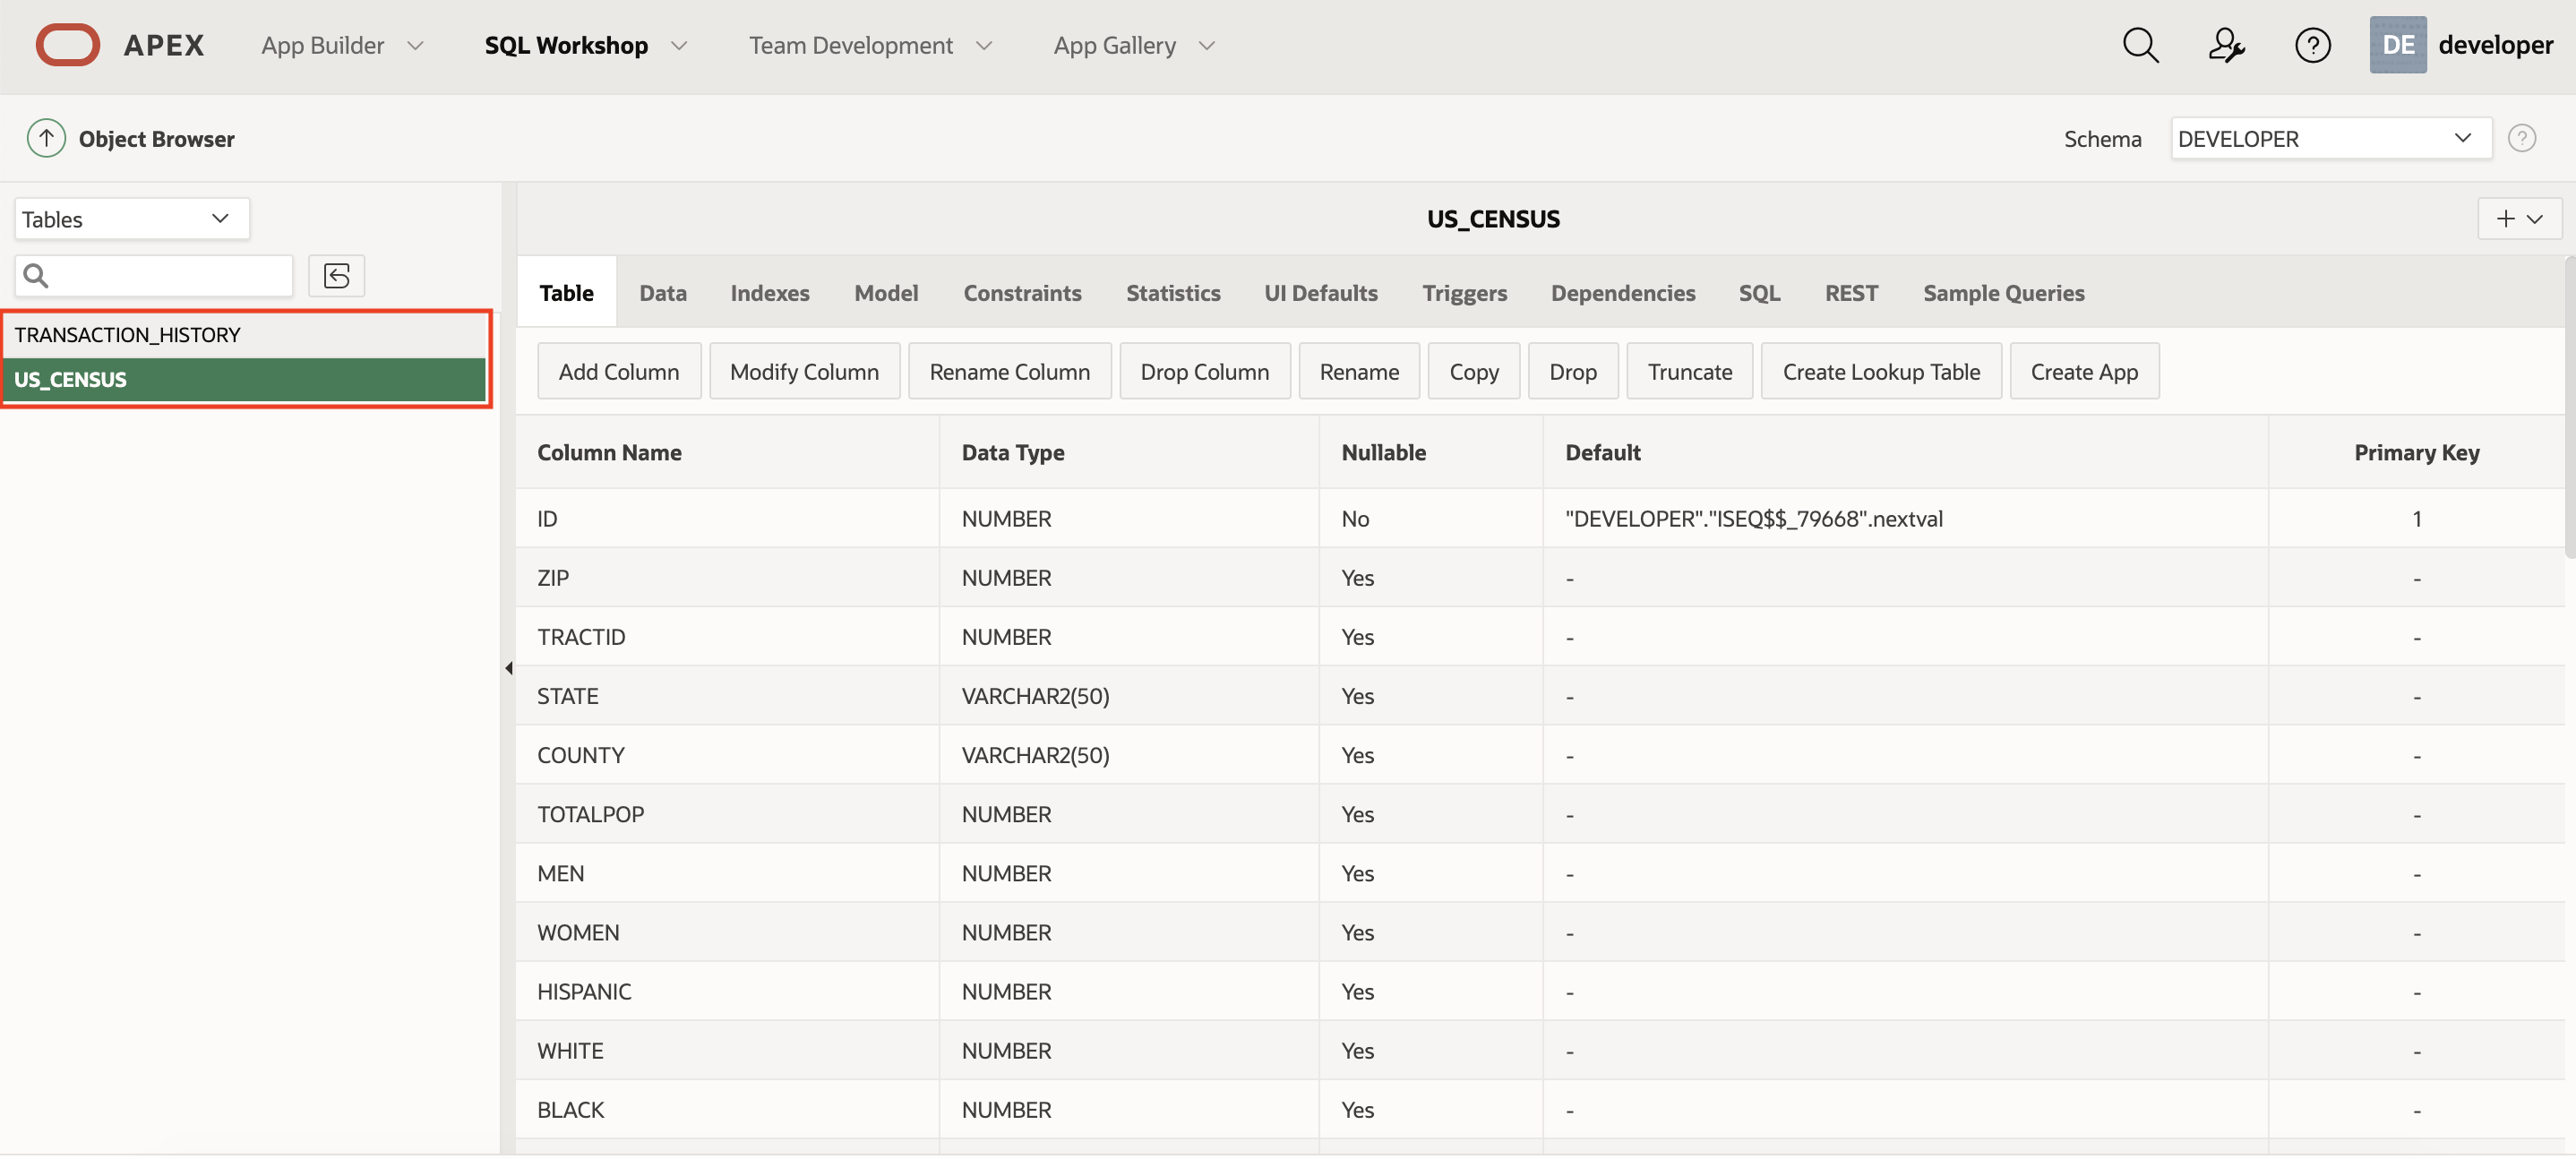 APEX App Builder SQL Workshop Team Development App Gallery ? DE developer
Object Browser Schema DEVELOPER ?
Tables US_CENSUS
TRANSACTION_HISTORY
US_CENSUS
Table Data Indexes Model Constraints Statistics UI Defaults Triggers Dependencies SQL REST Sample Queries
Add Column Modify Column Rename Column Drop Column Rename Copy Drop Truncate Create Lookup Table Create App
Column Name Data Type Nullable Default Primary Key
ID NUMBER No "DEVELOPER"."ISEQ$$_79668".nextval 1
ZIP NUMBER Yes - -
TRACTID NUMBER Yes - -
STATE VARCHAR2(50) Yes - -
COUNTY VARCHAR2(50) Yes - -
TOTALPOP NUMBER Yes - -
MEN NUMBER Yes - -
WOMEN NUMBER Yes - -
HISPANIC NUMBER Yes - -
WHITE NUMBER Yes - -
BLACK NUMBER Yes - -